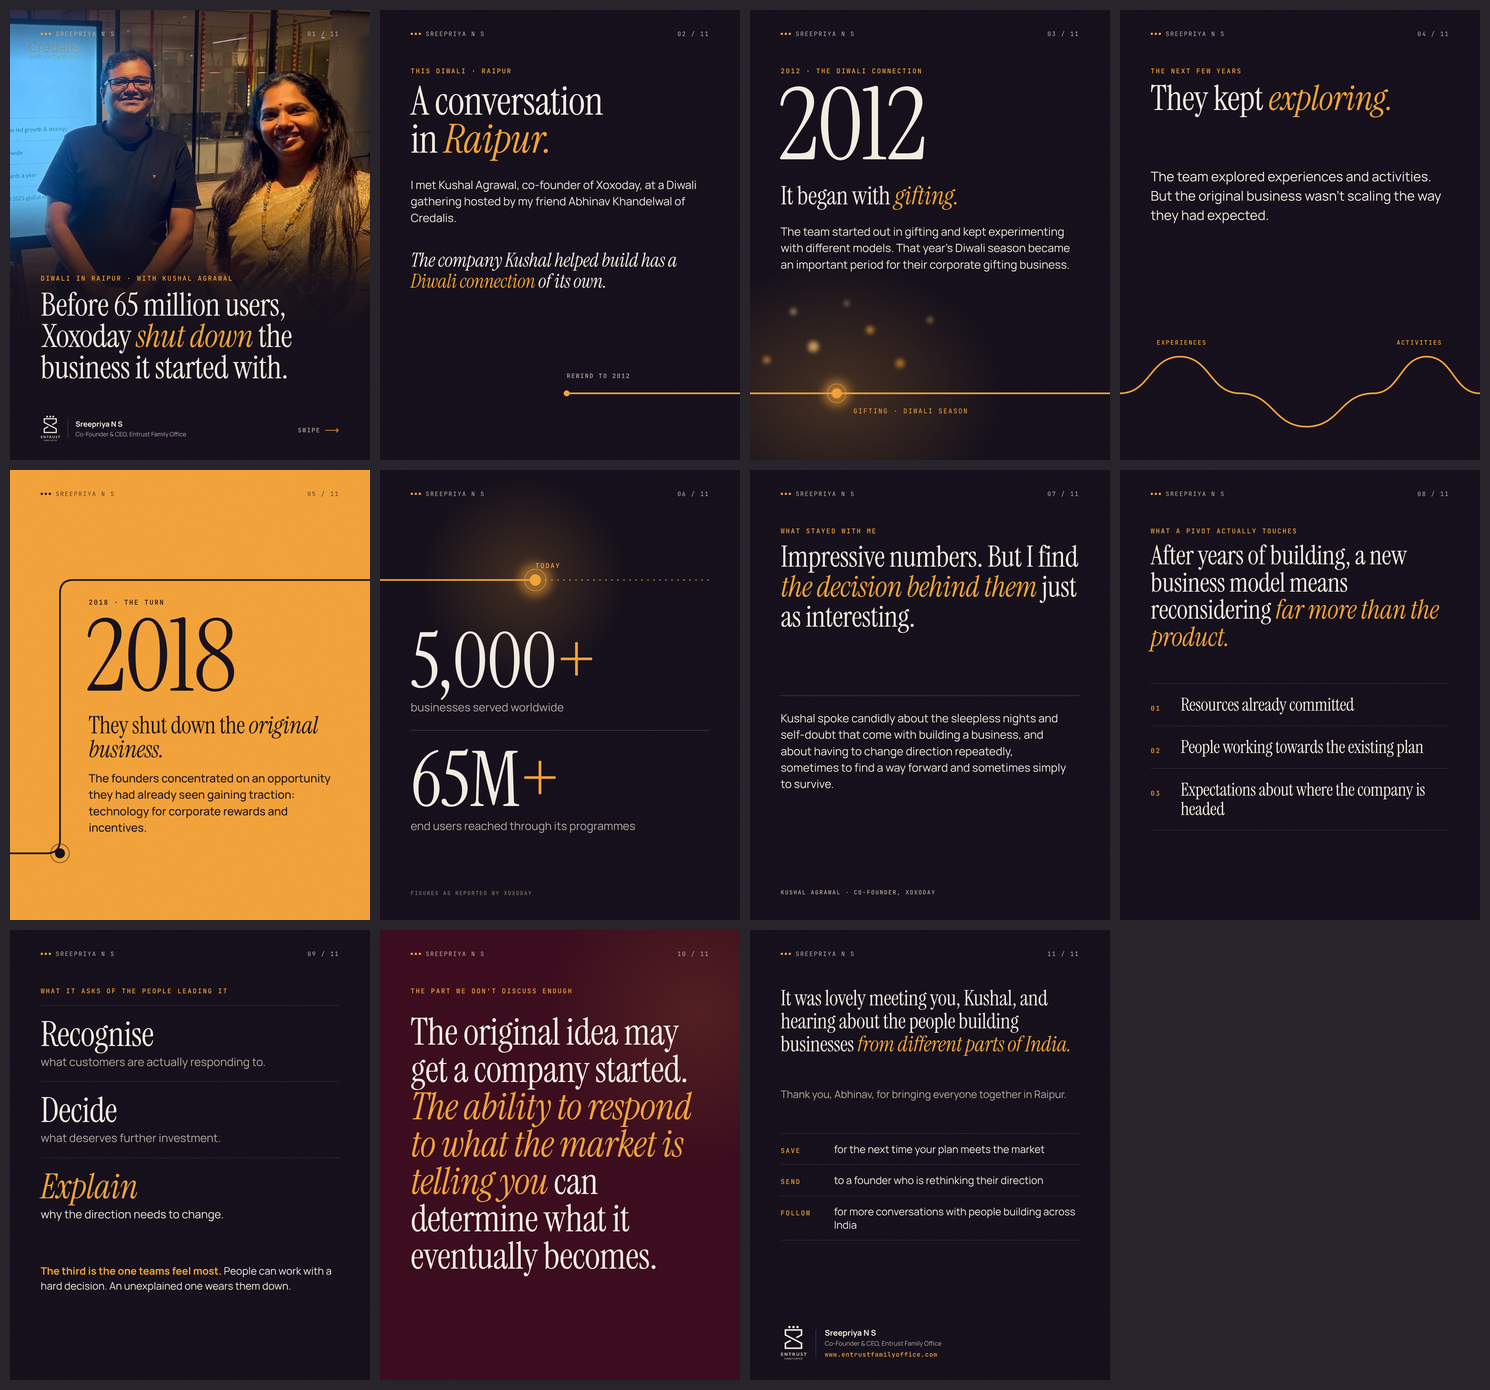 SREEPRIYA N S
01 / 11
Credalis
DIWALI IN RAIPUR · WITH KUSHAL AGRAWAL
Before 65 million users,
Xoxoday shut down the
business it started with.
ENTRUST
Sreepriya N S
Co-Founder & CEO, Entrust Family Office
SWIPE
SREEPRIYA N S
02 / 11
THIS DIWALI · RAIPUR
A conversation
in Raipur.
I met Kushal Agrawal, co-founder of Xoxoday, at a Diwali
gathering hosted by my friend Abhinav Khandelwal of
Credalis.
The company Kushal helped build has a
Diwali connection of its own.
REWIND TO 2012
SREEPRIYA N S
03 / 11
2012 · THE DIWALI CONNECTION
2012
It began with gifting.
The team started out in gifting and kept experimenting
with different models. That year's Diwali season became
an important period for their corporate gifting business.
GIFTING · DIWALI SEASON
SREEPRIYA N S
04 / 11
THE NEXT FEW YEARS
They kept exploring.
The team explored experiences and activities.
But the original business wasn't scaling the way
they had expected.
EXPERIENCES
ACTIVITIES
SREEPRIYA N S
05 / 11
2018 · THE TURN
2018
They shut down the original
business.
The founders concentrated on an opportunity
they had already seen gaining traction:
technology for corporate rewards and
incentives.
SREEPRIYA N S
06 / 11
TODAY
5,000+
businesses served worldwide
65M+
end users reached through its programmes
FIGURES AS REPORTED BY XOXODAY
SREEPRIYA N S
07 / 11
WHAT STAYED WITH ME
Impressive numbers. But I find
the decision behind them just
as interesting.
Kushal spoke candidly about the sleepless nights and
self-doubt that come with building a business, and
about having to change direction repeatedly,
sometimes to find a way forward and sometimes simply
to survive.
KUSHAL AGRAWAL · CO-FOUNDER, XOXODAY
SREEPRIYA N S
08 / 11
WHAT A PIVOT ACTUALLY TOUCHES
After years of building, a new
business model means
reconsidering far more than the
product.
01 Resources already committed
02 People working towards the existing plan
03 Expectations about where the company is
headed
SREEPRIYA N S
09 / 11
WHAT IT ASKS OF THE PEOPLE LEADING IT
Recognise
what customers are actually responding to.
Decide
what deserves further investment.
Explain
why the direction needs to change.
The third is the one teams feel most. People can work with a
hard decision. An unexplained one wears them down.
SREEPRIYA N S
10 / 11
THE PART WE DON'T DISCUSS ENOUGH
The original idea may
get a company started.
The ability to respond
to what the market is
telling you can
determine what it
eventually becomes.
SREEPRIYA N S
11 / 11
It was lovely meeting you, Kushal, and
hearing about the people building
businesses from different parts of India.
Thank you, Abhinav, for bringing everyone together in Raipur.
SAVE for the next time your plan meets the market
SEND to a founder who is rethinking their direction
FOLLOW for more conversations with people building across
India
ENTRUST
Sreepriya N S
Co-Founder & CEO, Entrust Family Office
www.entrustfamilyoffice.com